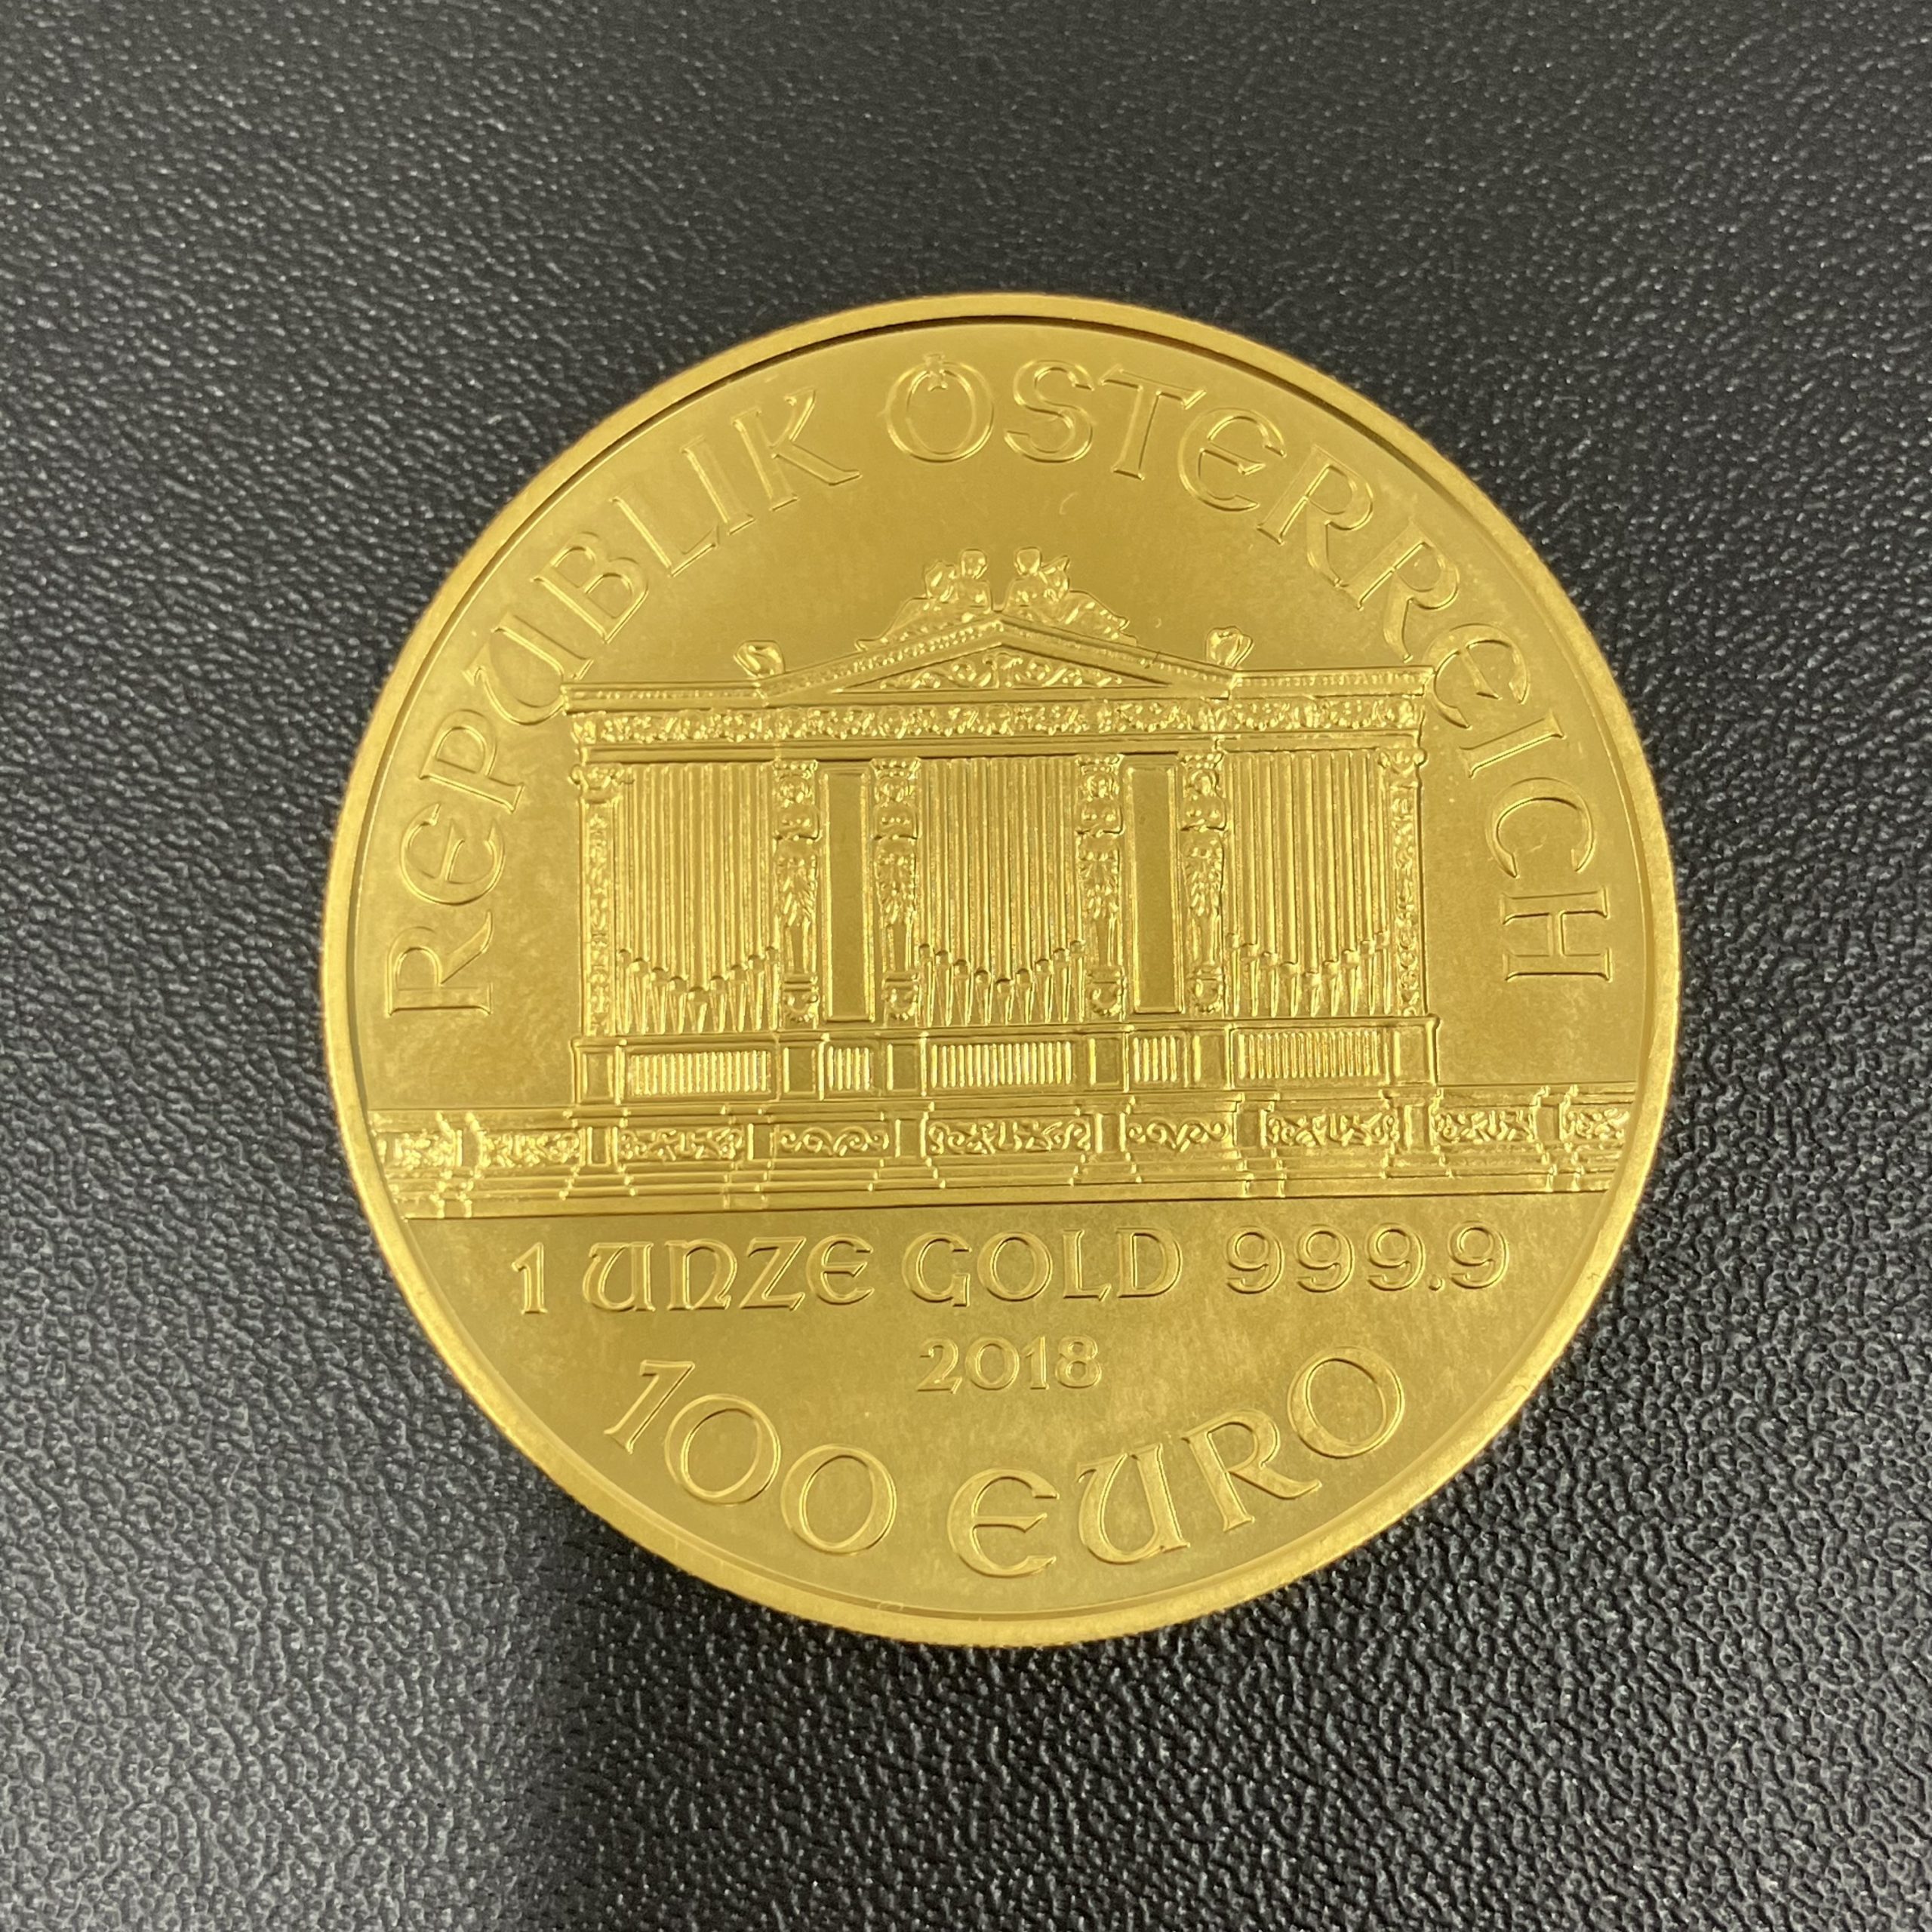 REPUBLIK ÖSTERREICH
1 UNZE GOLD 999.9
2018
100 EURO